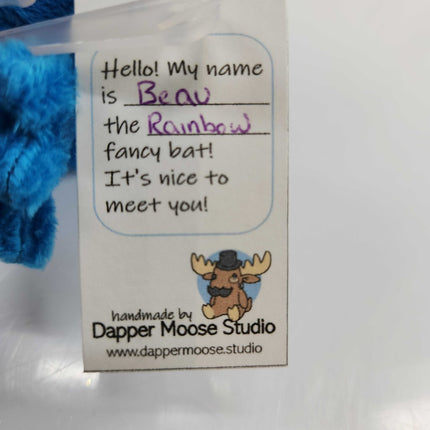 Hello! My name
is Beau
the Rainbow
fancy bat!
It's nice to
meet you!
handmade by
Dapper Moose Studio
www.dappermoose.studio